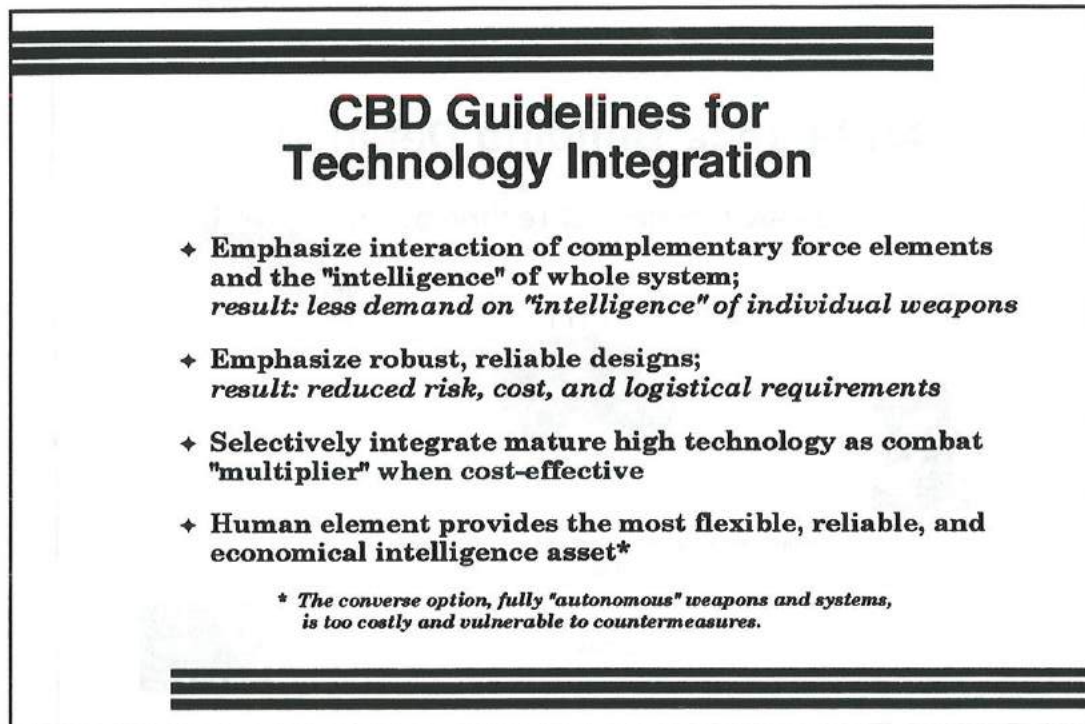 CBD Guidelines for
Technology Integration
✦ Emphasize interaction of complementary force elements
and the "intelligence" of whole system;
result: less demand on "intelligence" of individual weapons
✦ Emphasize robust, reliable designs;
result: reduced risk, cost, and logistical requirements
✦ Selectively integrate mature high technology as combat
"multiplier" when cost-effective
✦ Human element provides the most flexible, reliable, and
economical intelligence asset*
* The converse option, fully "autonomous" weapons and systems,
is too costly and vulnerable to countermeasures.